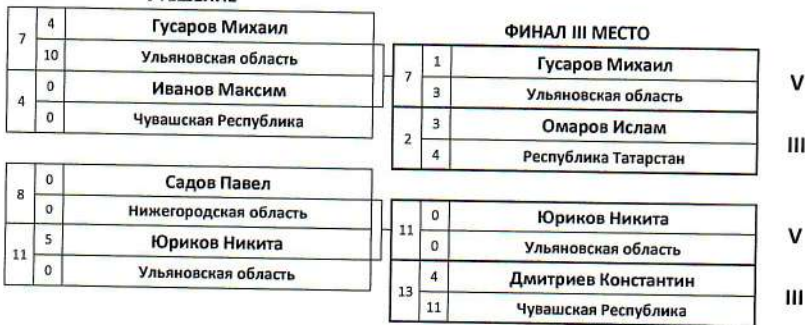 ФИНАЛ III МЕСТО
7 4 Гусаров Михаил
10 Ульяновская область
4 0 Иванов Максим
0 Чувашская Республика
7 1 Гусаров Михаил V
3 Ульяновская область
2 3 Омаров Ислам III
4 Республика Татарстан
8 0 Садов Павел
0 Нижегородская область
11 5 Юриков Никита
0 Ульяновская область
11 0 Юриков Никита V
0 Ульяновская область
13 4 Дмитриев Константин III
11 Чувашская Республика